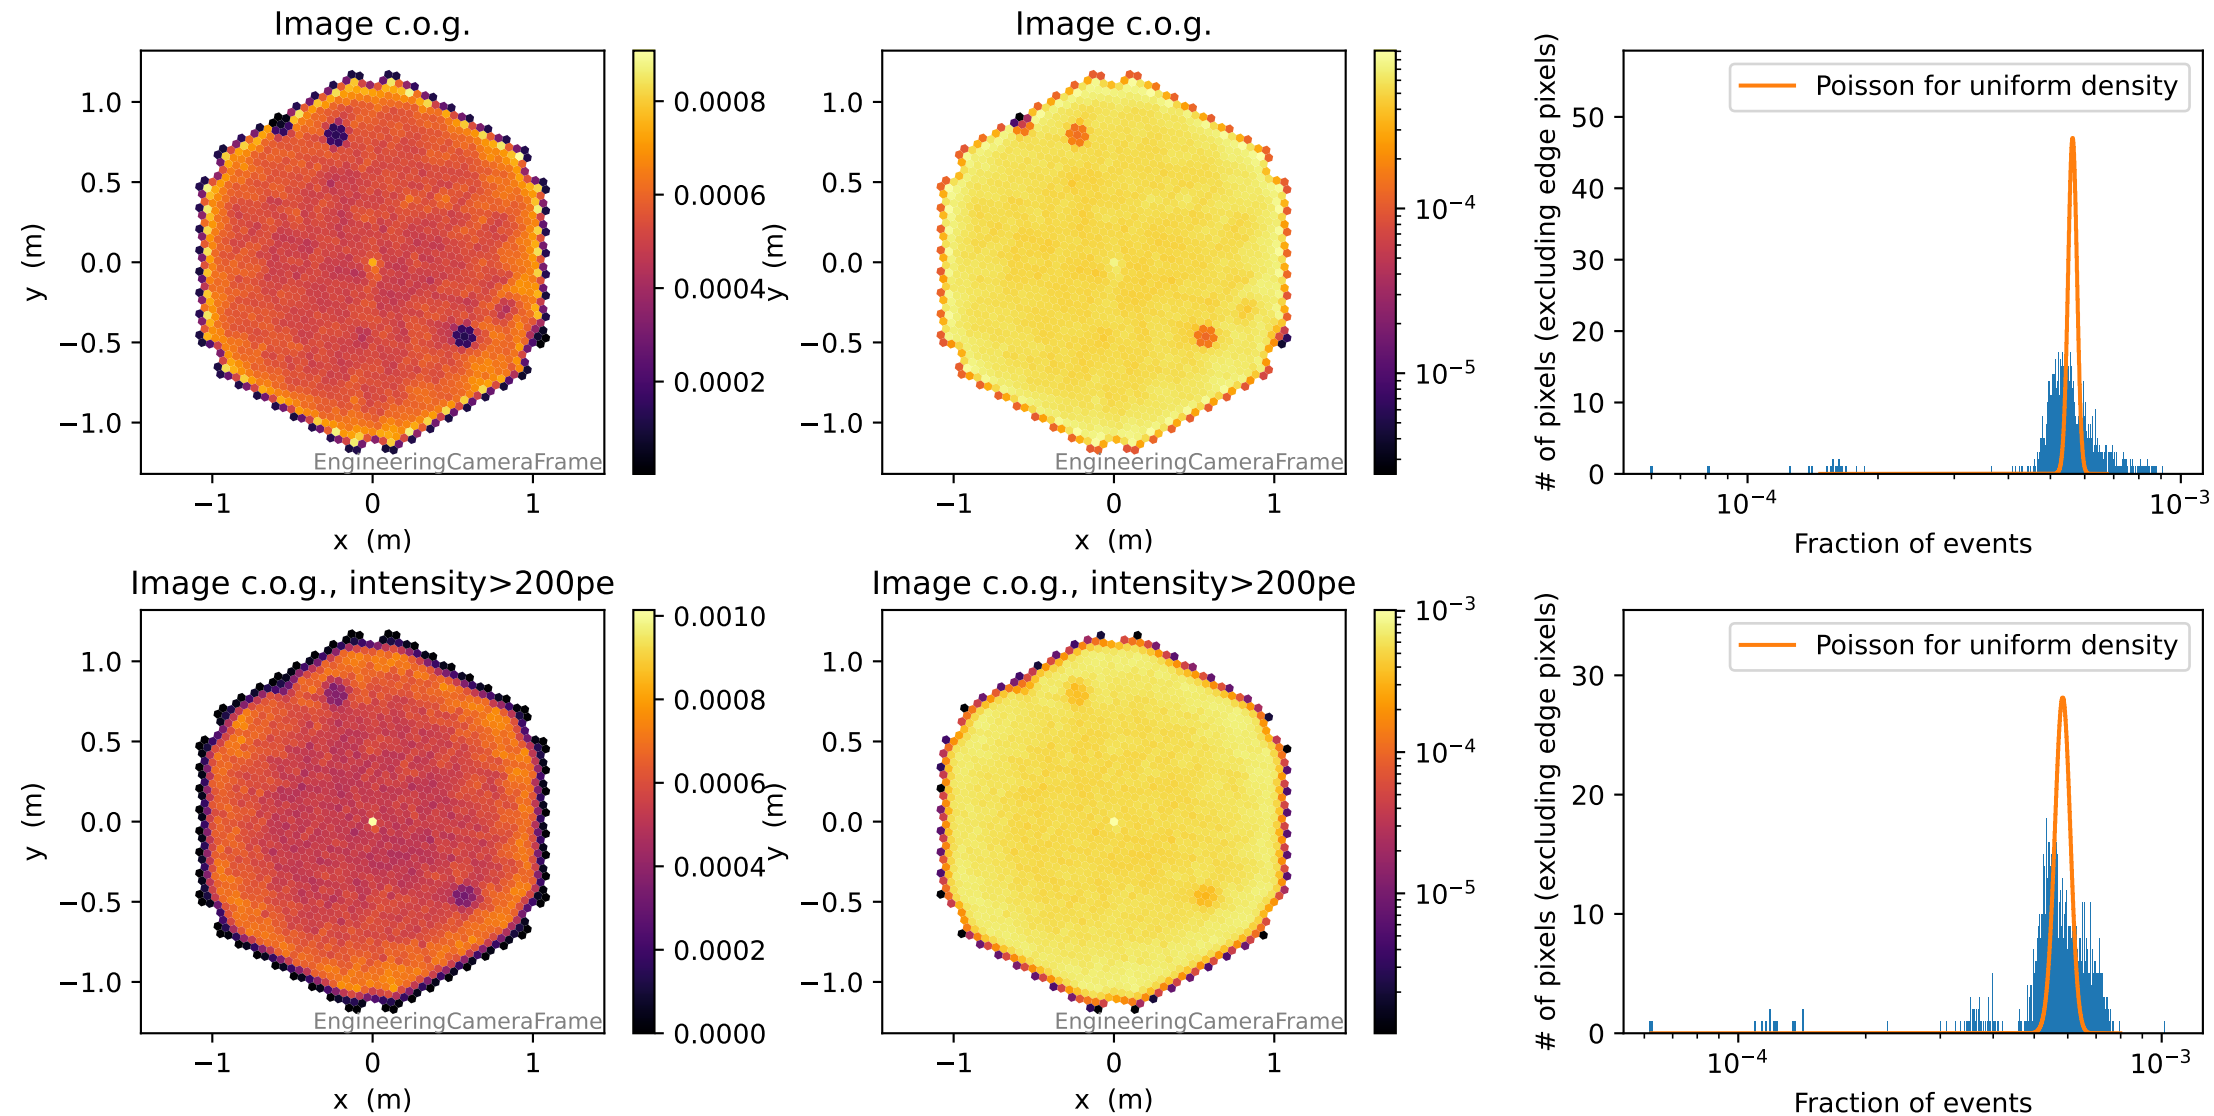 Image c.o.g.
1.0
0.5
0.0
−0.5
−1.0
y (m)
−1
0
1
x (m)
EngineeringCameraFrame
0.0008
0.0006
0.0004
0.0002
Image c.o.g.
1.0
0.5
0.0
−0.5
−1.0
y (m)
−1
0
1
x (m)
EngineeringCameraFrame
10⁻⁴
10⁻⁵
# of pixels (excluding edge pixels)
50
40
30
20
10
0
Poisson for uniform density
10⁻⁴
10⁻³
Fraction of events
Image c.o.g., intensity>200pe
1.0
0.5
0.0
−0.5
−1.0
y (m)
−1
0
1
x (m)
EngineeringCameraFrame
0.0010
0.0008
0.0006
0.0004
0.0002
0.0000
Image c.o.g., intensity>200pe
1.0
0.5
0.0
−0.5
−1.0
y (m)
−1
0
1
x (m)
EngineeringCameraFrame
10⁻³
10⁻⁴
10⁻⁵
# of pixels (excluding edge pixels)
30
20
10
0
Poisson for uniform density
10⁻⁴
10⁻³
Fraction of events